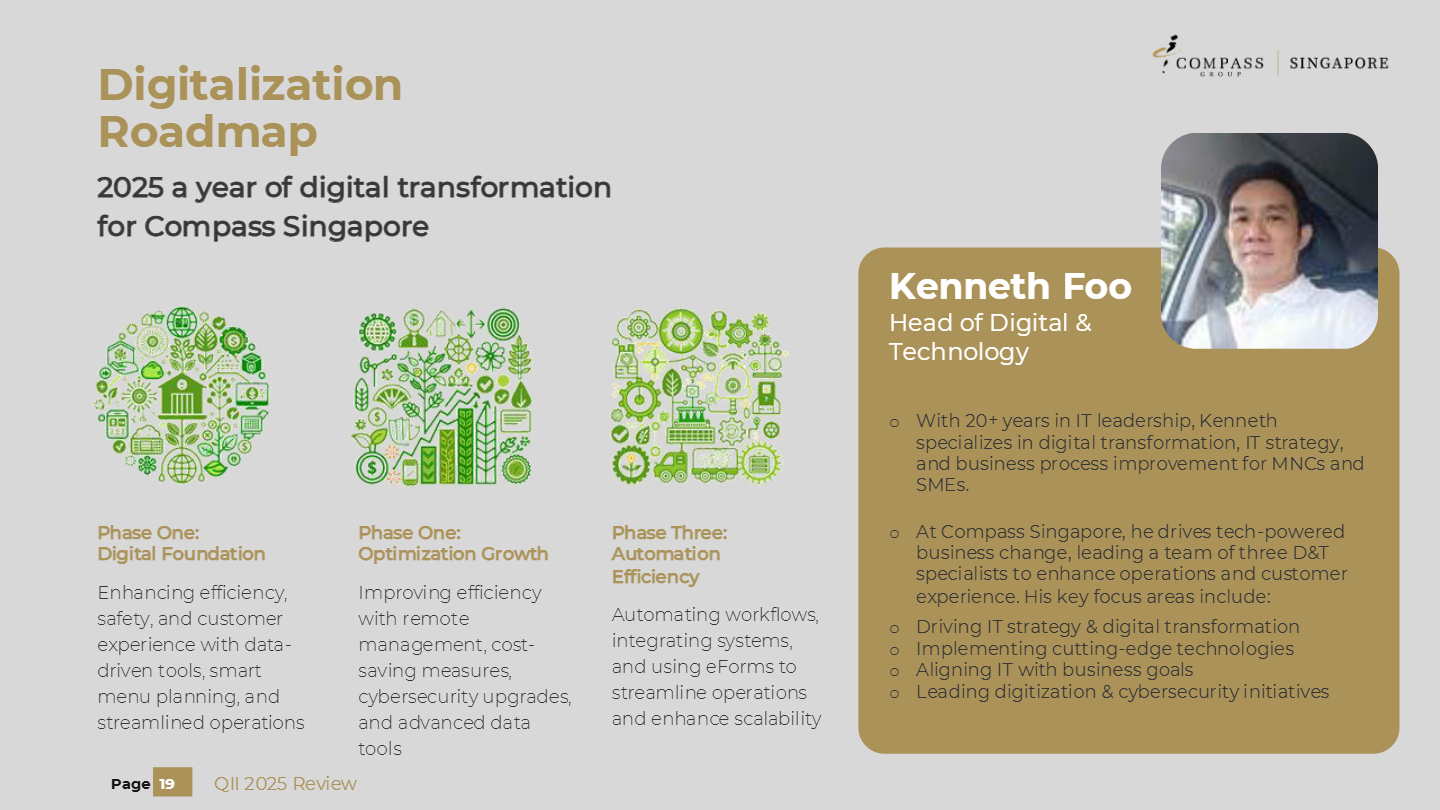 Digitalization
Roadmap
2025 a year of digital transformation
for Compass Singapore
COMPASS
GROUP
SINGAPORE
Phase One:
Digital Foundation
Enhancing efficiency,
safety, and customer
experience with data-
driven tools, smart
menu planning, and
streamlined operations
Phase One:
Optimization Growth
Improving efficiency
with remote
management, cost-
saving measures,
cybersecurity upgrades,
and advanced data
tools
Phase Three:
Automation
Efficiency
Automating workflows,
integrating systems,
and using eForms to
streamline operations
and enhance scalability
Kenneth Foo
Head of Digital &
Technology
o With 20+ years in IT leadership, Kenneth
specializes in digital transformation, IT strategy,
and business process improvement for MNCs and
SMEs.
o At Compass Singapore, he drives tech-powered
business change, leading a team of three D&T
specialists to enhance operations and customer
experience. His key focus areas include:
o Driving IT strategy & digital transformation
o Implementing cutting-edge technologies
o Aligning IT with business goals
o Leading digitization & cybersecurity initiatives
Page 19
QII 2025 Review